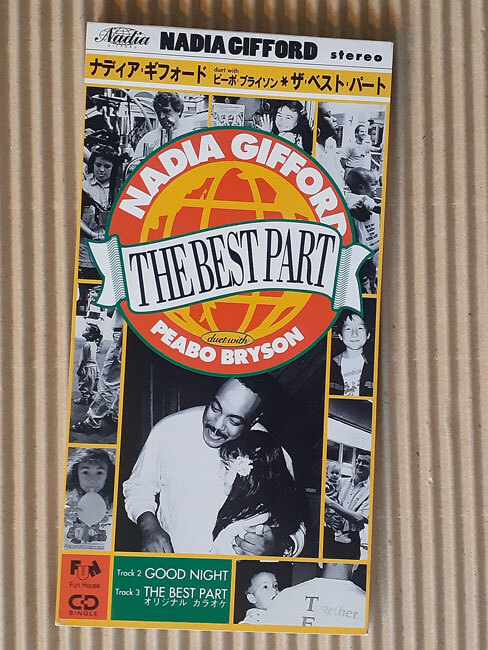 Nadia
NADIA GIFFORD
stereo
ナディア・ギフォード duet with ピーボ・ブライソン * ザ・ベスト・パート
NADIA GIFFORD
THE BEST PART
duet with
PEABO BRYSON
FUN
Fun House
CD
SINGLE
Track 2 GOOD NIGHT
Track 3 THE BEST PART
オリジナル カラオケ
Together